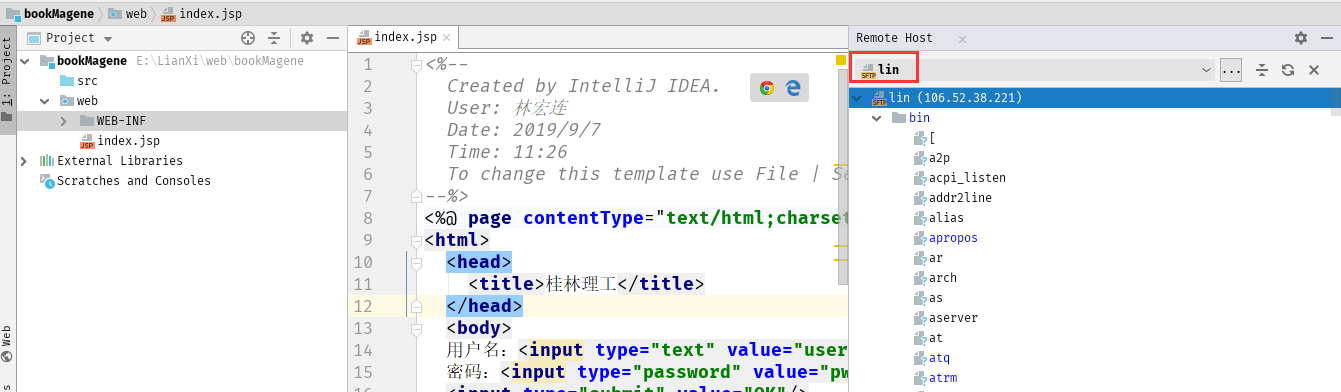 bookMagene web index.jsp
Project
index.jsp
Remote Host
1: Project
bookMagene E:\LianXi\web\bookMagene
src
web
WEB-INF
index.jsp
External Libraries
Scratches and Consoles
Web
1 <%--
2 Created by IntelliJ IDEA.
3 User: 林宏连
4 Date: 2019/9/7
5 Time: 11:26
6 To change this template use File | Se
7 --%>
8 <%@ page contentType="text/html;charset
9 <html>
10 <head>
11 <title>桂林理工</title>
12 </head>
13 <body>
14 用户名：<input type="text" value="user
15 密码：<input type="password" value="pw
16 <input type="submit" value="OK"/>
lin
...
lin (106.52.38.221)
bin
[
a2p
acpi_listen
addr2line
alias
apropos
ar
arch
as
aserver
at
atq
atrm